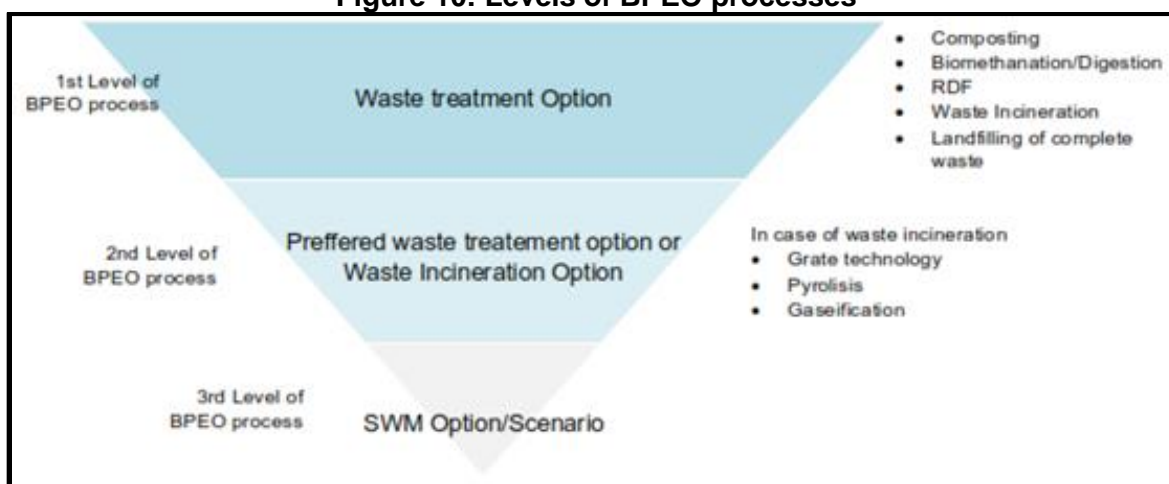 Figure 10: Levels of BPEO processes
1st Level of
BPEO process
Waste treatment Option
• Composting
• Biomethanation/Digestion
• RDF
• Waste Incineration
• Landfilling of complete
waste
2nd Level of
BPEO process
Preffered waste treatement option or
Waste Incineration Option
In case of waste incineration
• Grate technology
• Pyrolisis
• Gaseification
3rd Level of
BPEO process
SWM Option/Scenario